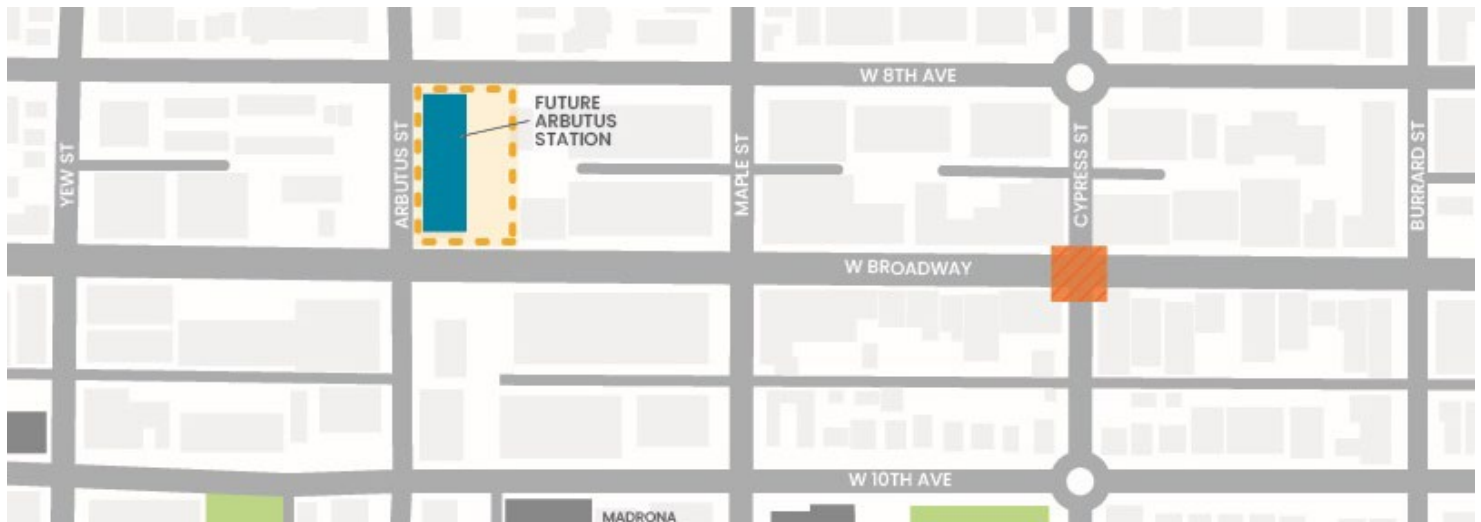 W 8TH AVE
FUTURE
ARBUTUS
STATION
YEW ST
ARBUTUS ST
MAPLE ST
CYPRESS ST
BURRARD ST
W BROADWAY
W 10TH AVE
MADRONA